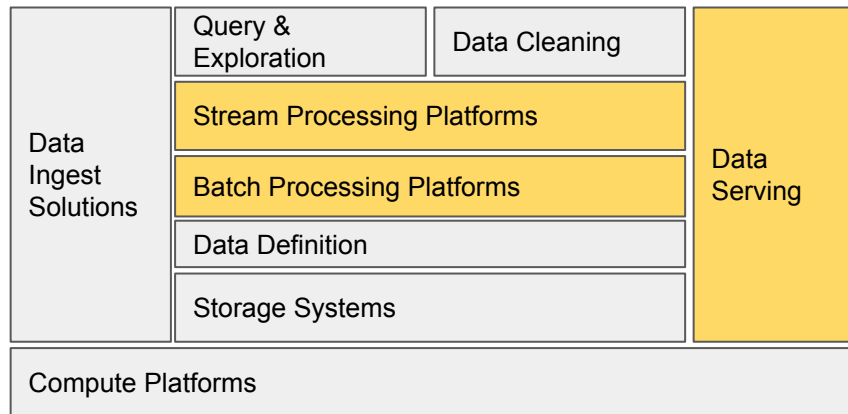 Data
Ingest
Solutions
Query &
Exploration
Data Cleaning
Stream Processing Platforms
Batch Processing Platforms
Data Definition
Storage Systems
Data
Serving
Compute Platforms